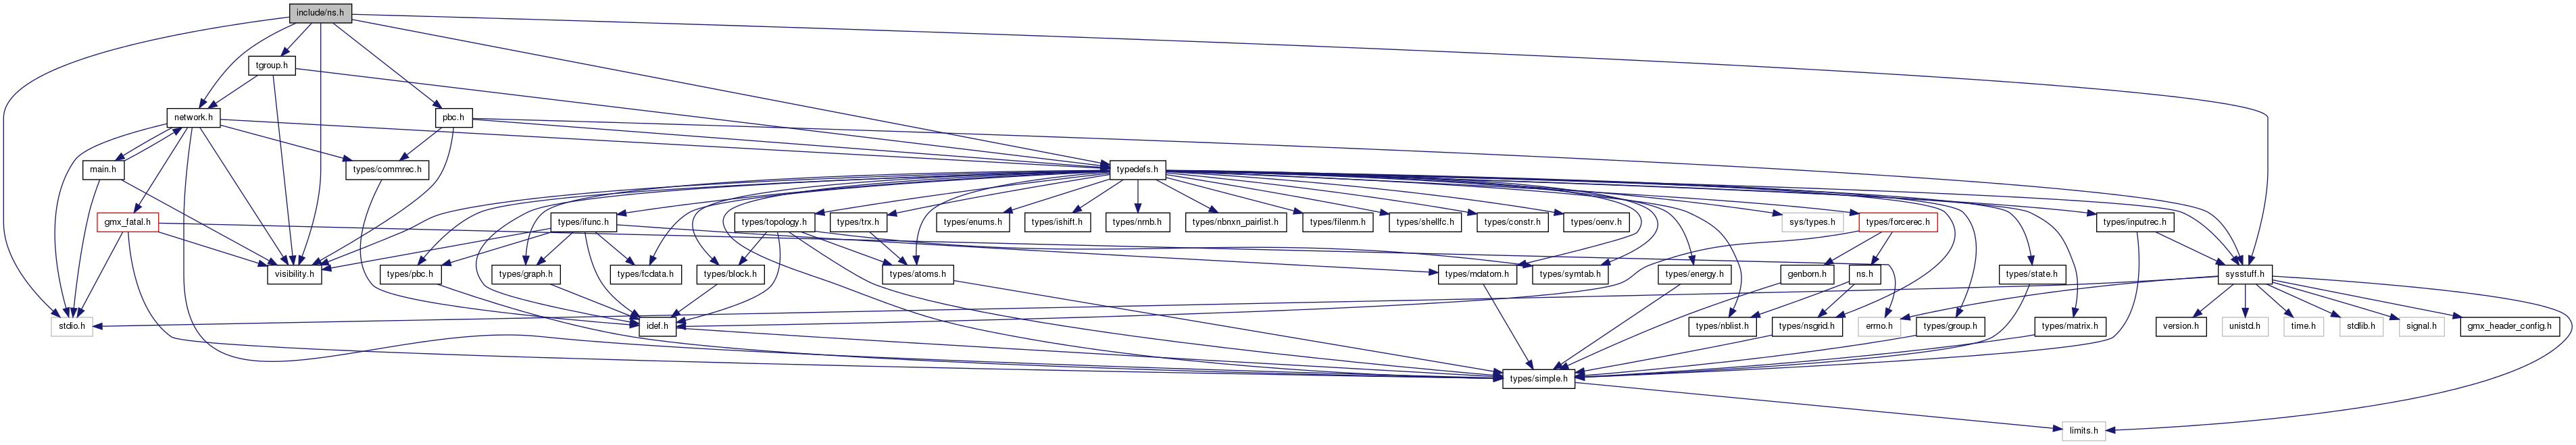 include/ns.h
tgroup.h
network.h
pbc.h
main.h
types/commrec.h
typedefs.h
gmx_fatal.h
types/ifunc.h
types/topology.h
types/trx.h
types/enums.h
types/ishift.h
types/nrnb.h
types/nbnxn_pairlist.h
types/filenm.h
types/shellfc.h
types/constr.h
types/oenv.h
sys/types.h
types/forcerec.h
types/inputrec.h
visibility.h
types/pbc.h
types/graph.h
types/fcdata.h
types/block.h
types/atoms.h
types/mdatom.h
types/symtab.h
types/energy.h
genborn.h
ns.h
types/state.h
sysstuff.h
stdio.h
idef.h
types/nblist.h
types/nsgrid.h
errno.h
types/group.h
types/matrix.h
version.h
unistd.h
time.h
stdlib.h
signal.h
gmx_header_config.h
types/simple.h
limits.h